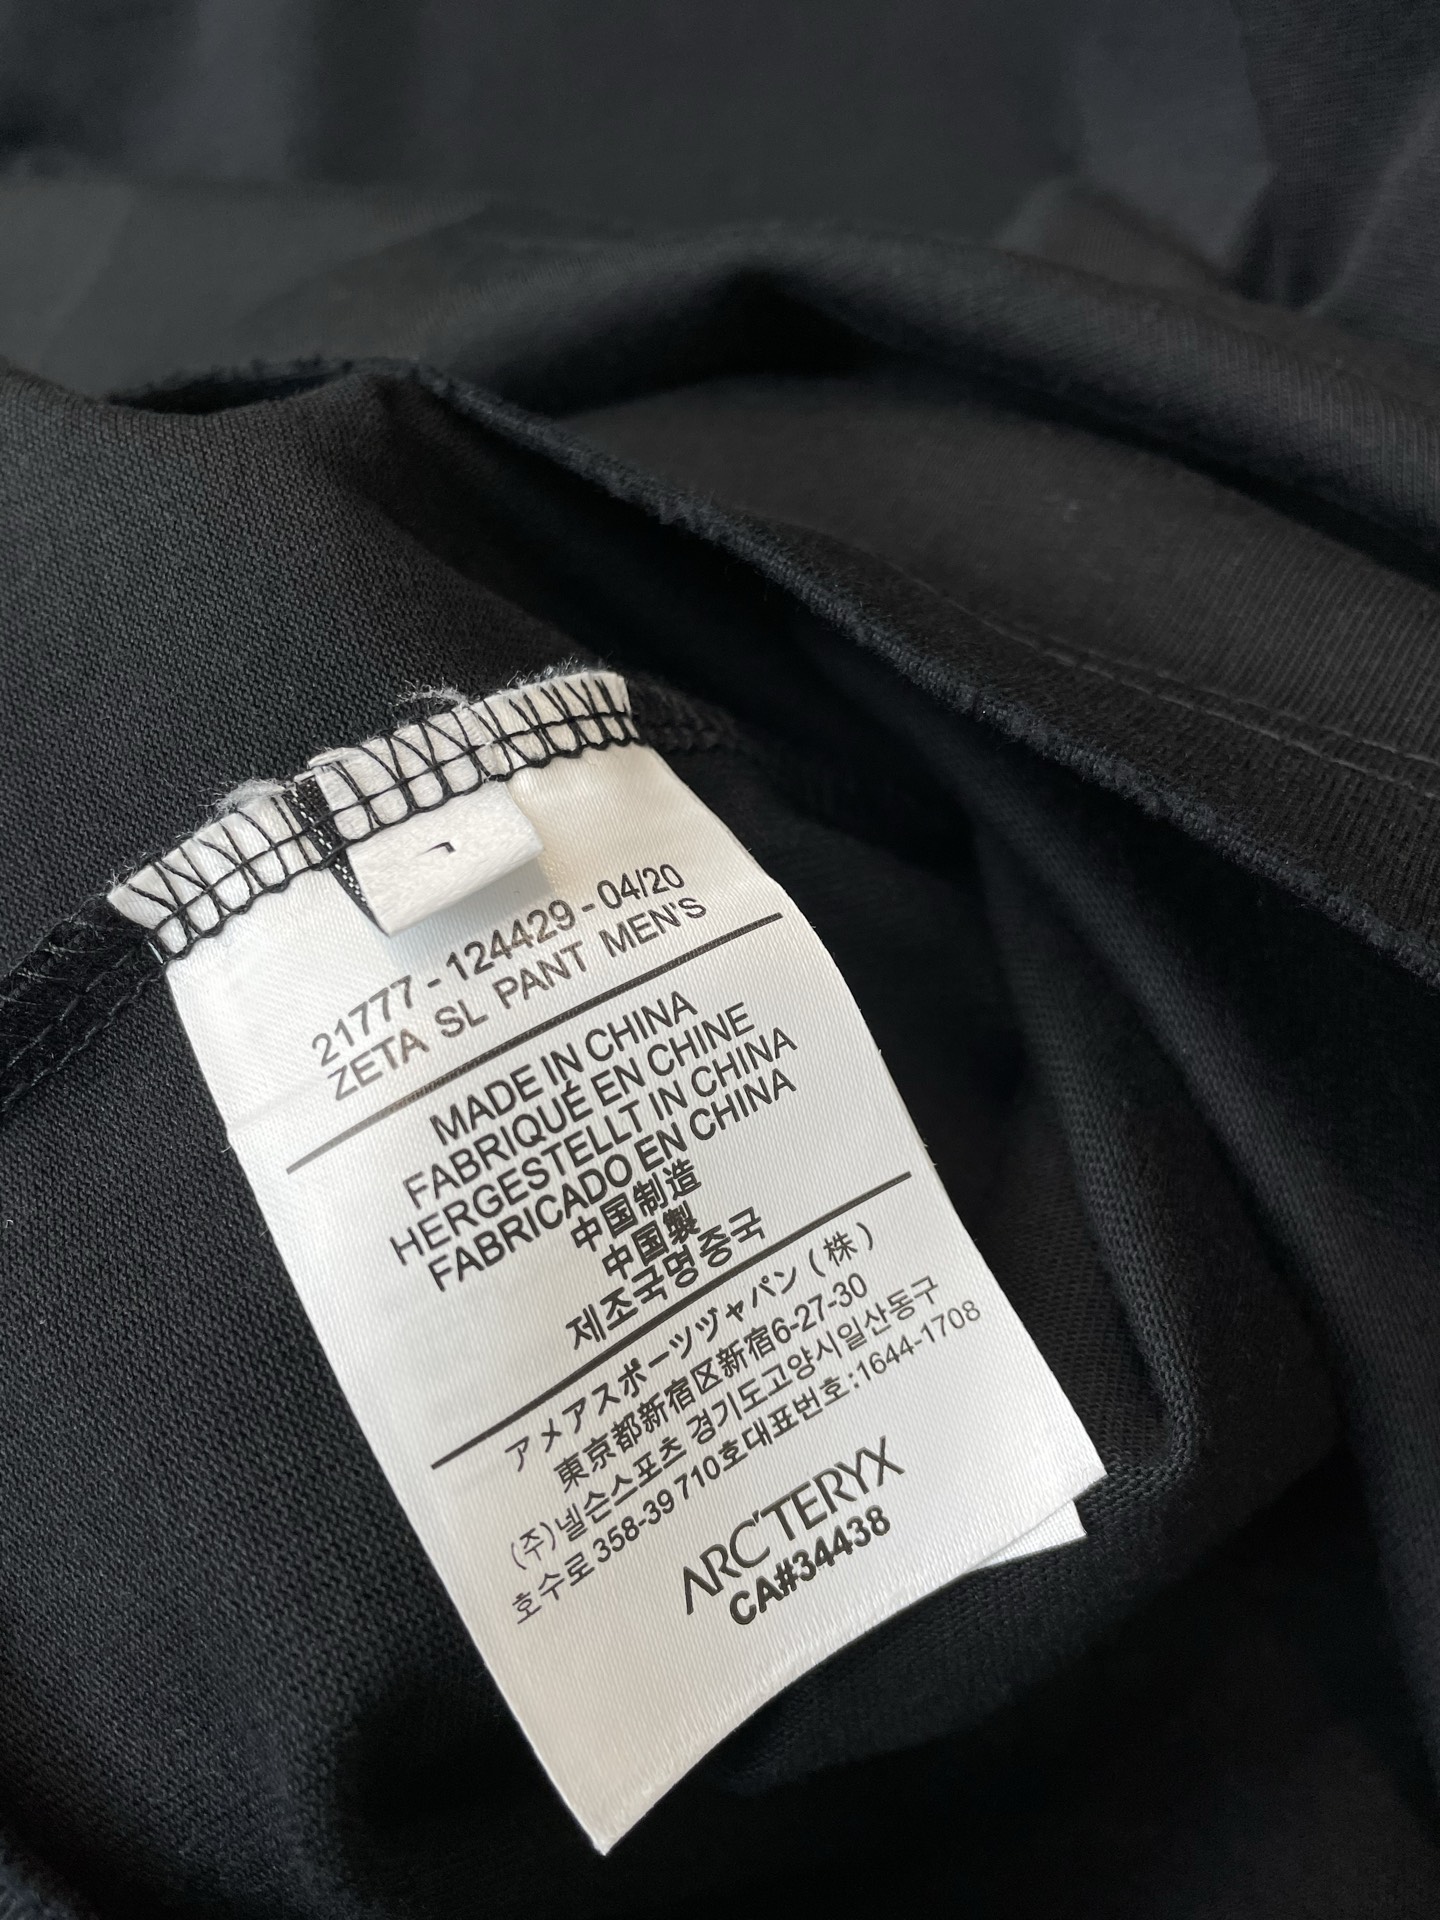 21777-124429-04/20
ZETA SL PANT MEN'S
MADE IN CHINA
FABRIQUÉ EN CHINE
HERGESTELLT IN CHINA
FABRICADO EN CHINA
中国制造
中国製
제조국명중국
アメアスポーツヅャパン(株)
東京都新宿区新宿6-27-30
(주)넬슨스포츠 경기도고양시일산동구
호수로358-39 710호대표번호:1644-1708
ARC'TERYX
CA#34438